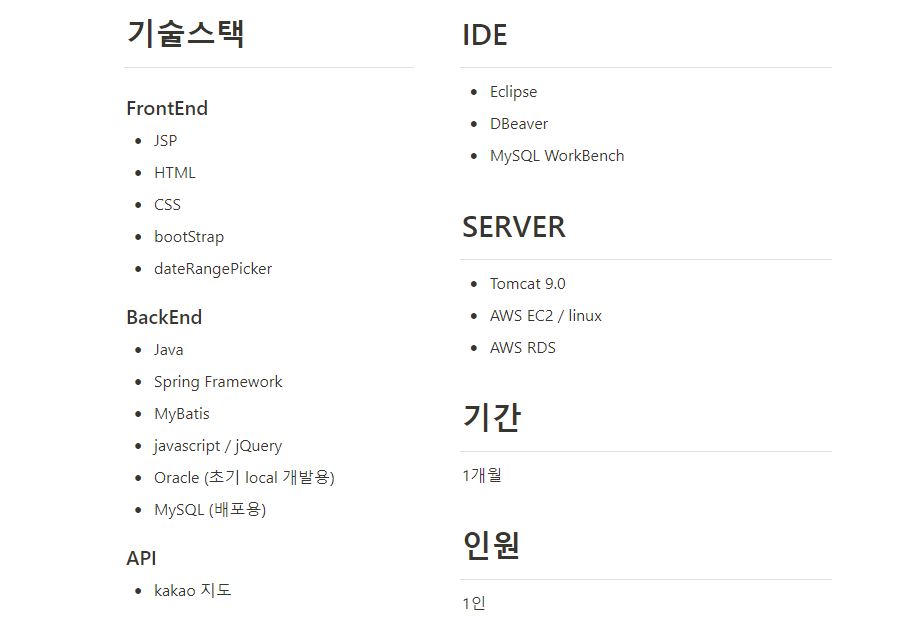 기술스택
FrontEnd
JSP
HTML
CSS
bootStrap
dateRangePicker
BackEnd
Java
Spring Framework
MyBatis
javascript / jQuery
Oracle (초기 local 개발용)
MySQL (배포용)
API
kakao 지도
IDE
Eclipse
DBeaver
MySQL WorkBench
SERVER
Tomcat 9.0
AWS EC2 / linux
AWS RDS
기간
1개월
인원
1인